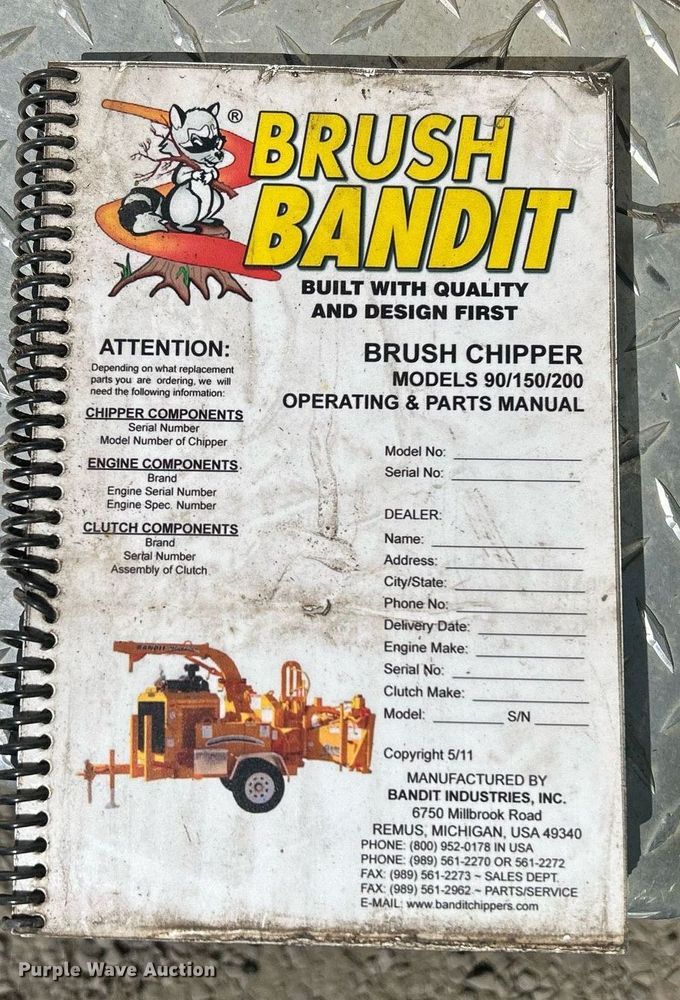 ®
BRUSH
BANDIT
BUILT WITH QUALITY
AND DESIGN FIRST
ATTENTION:
Depending on what replacement
parts you are ordering, we will
need the following information:
CHIPPER COMPONENTS
Serial Number
Model Number of Chipper
ENGINE COMPONENTS
Brand
Engine Serial Number
Engine Spec. Number
CLUTCH COMPONENTS
Brand
Serial Number
Assembly of Clutch
BRUSH CHIPPER
MODELS 90/150/200
OPERATING & PARTS MANUAL
Model No:
Serial No:
DEALER:
Name:
Address:
City/State:
Phone No:
Delivery Date:
Engine Make:
Serial No:
Clutch Make:
Model: S/N
BANDIT
Copyright 5/11
MANUFACTURED BY
BANDIT INDUSTRIES, INC.
6750 Millbrook Road
REMUS, MICHIGAN, USA 49340
PHONE: (800) 952-0178 IN USA
PHONE: (989) 561-2270 OR 561-2272
FAX: (989) 561-2273 ~ SALES DEPT.
FAX: (989) 561-2962 ~ PARTS/SERVICE
E-MAIL: www.banditchippers.com
Purple Wave Auction